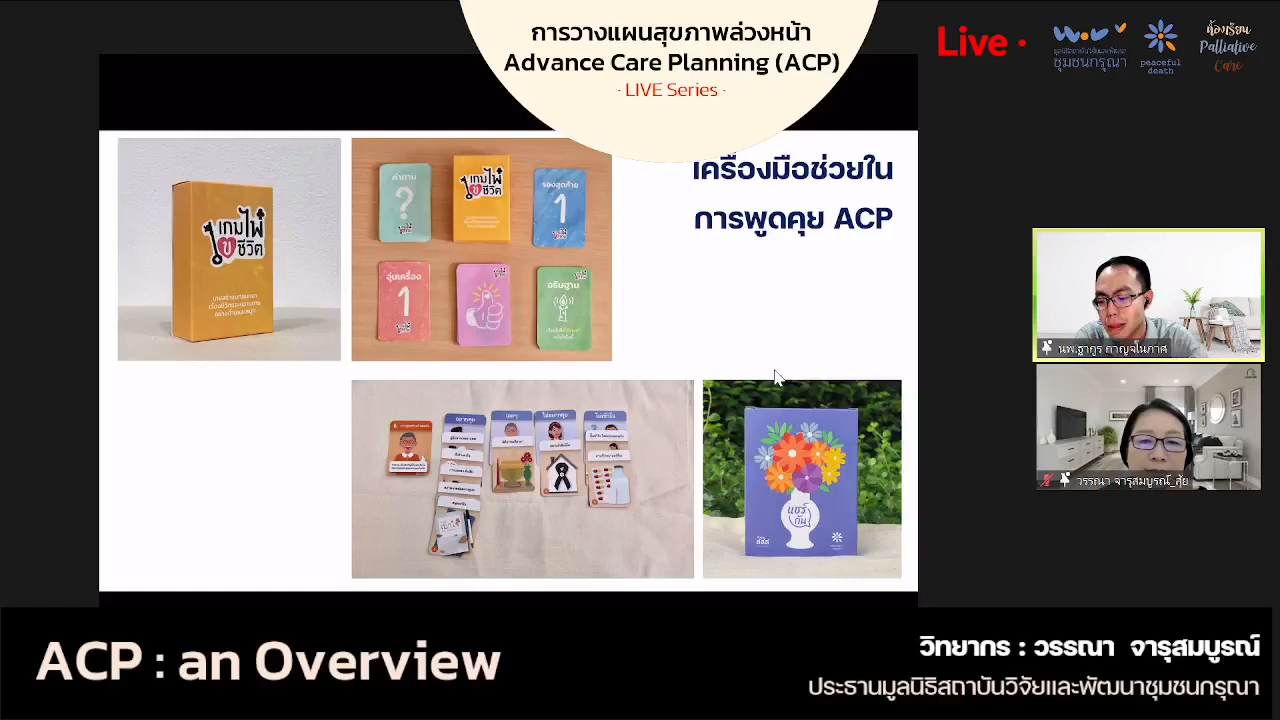 การวางแผนสุขภาพล่วงหน้า
Advance Care Planning (ACP)
· LIVE Series ·
Live
ชุมชนกรุณา
peaceful
death
ห้องเรียน
Palliative
Care
เครื่องมือช่วยใน
การพูดคุย ACP
เกมไพ่
ไขชีวิต
คำถาม
?
เกมไพ่
ไขชีวิต
รองสุดท้าย
1
อุ่นเครื่อง
1
อธิษฐาน
แชร์
กัน
นพ.ฐากูร กาญจโนภาศ
วรรณา จารุสมบูรณ์_สุ้ย
ACP : an Overview
วิทยากร : วรรณา จารุสมบูรณ์
ประธานมูลนิธิสถาบันวิจัยและพัฒนาชุมชนกรุณา